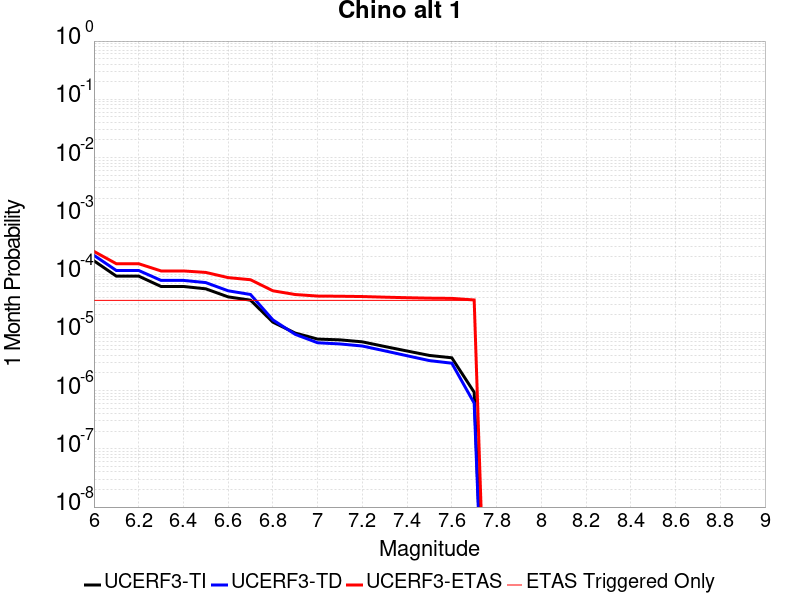 Chino alt 1
10^0
10^-1
10^-2
10^-3
10^-4
10^-5
10^-6
10^-7
10^-8
1 Month Probability
6 6.2 6.4 6.6 6.8 7 7.2 7.4 7.6 7.8 8 8.2 8.4 8.6 8.8 9
Magnitude
UCERF3-TI UCERF3-TD UCERF3-ETAS ETAS Triggered Only